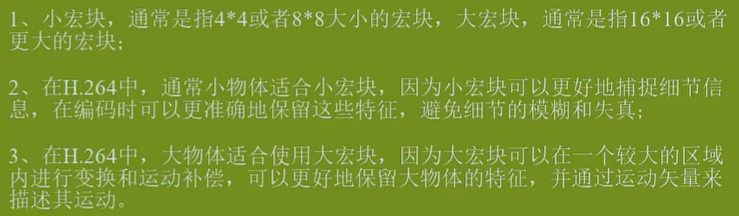 1、小宏块，通常是指4*4或者8*8大小的宏块，大宏块，通常是指16*16或者
更大的宏块;
2、在H.264中，通常小物体适合小宏块，因为小宏块可以更好地捕捉细节信
息，在编码时可以更准确地保留这些特征，避免细节的模糊和失真;
3、在H.264中，大物体适合使用大宏块，因为大宏块可以在一个较大的区域
内进行变换和运动补偿，可以更好地保留大物体的特征，并通过运动矢量来
描述其运动。